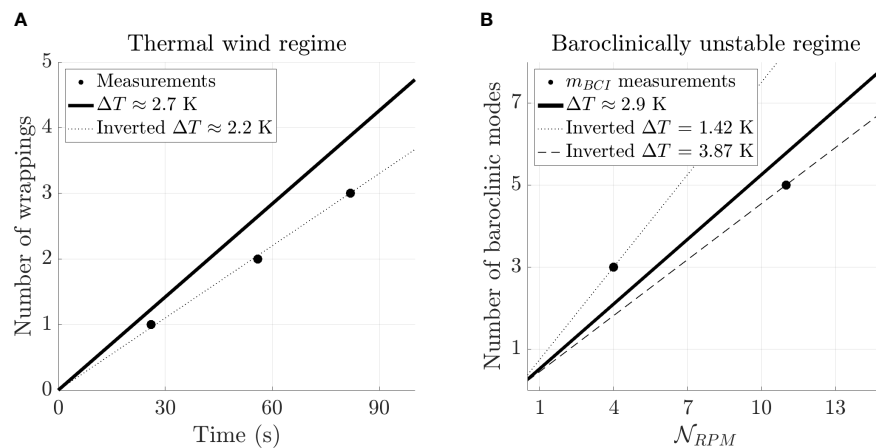 A
Thermal wind regime
Number of wrappings
5
4
3
2
1
0
Measurements
ΔT ≈ 2.7 K
Inverted ΔT ≈ 2.2 K
0 30 60 90
Time (s)
B
Baroclinically unstable regime
Number of baroclinic modes
7
5
3
1
m_BCI measurements
ΔT ≈ 2.9 K
Inverted ΔT = 1.42 K
Inverted ΔT = 3.87 K
1 4 7 10 13
𝒩_RPM